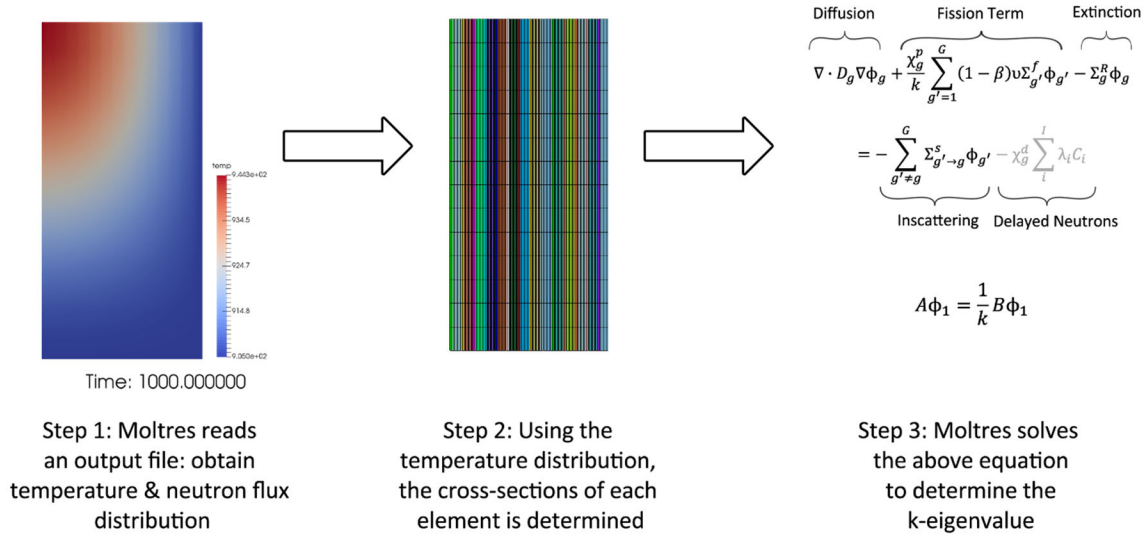 Diffusion Fission Term Extinction
∇ · D_g∇ϕ_g + χ_g^p/k ∑_{g'=1}^{G} (1 − β)υΣ_{g'}^f ϕ_{g'} − Σ_g^R ϕ_g
= − ∑_{g'≠g}^{G} Σ_{g'→g}^s ϕ_{g'} − χ_g^d ∑_i^I λ_i C_i
Inscattering Delayed Neutrons
Aϕ_1 = 1/k Bϕ_1
temp
9.443e+02
934.5
924.7
914.8
9.050e+02
Time: 1000.000000
Step 1: Moltres reads
an output file: obtain
temperature & neutron flux
distribution
Step 2: Using the
temperature distribution,
the cross-sections of each
element is determined
Step 3: Moltres solves
the above equation
to determine the
k-eigenvalue